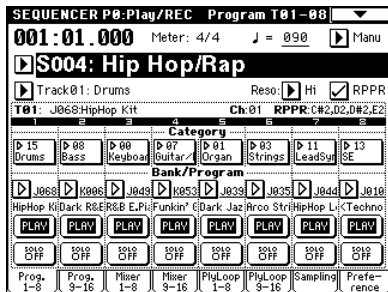 SEQUENCER P0:Play/REC Program T01-08
001:01.000 Meter: 4/4 ♩= 090 Manu
S004: Hip Hop/Rap
Track01: Drums Reso: Hi RPPR
T01: J068:HipHop Kit Ch:01 RPPR:C#2,D2,D#2,E2
1 2 3 4 5 6 7 8
Category
15 08 00 07 01 03 11 13
Drums Bass Keyboar Guitar/ Organ Strings LeadSyn SE
Bank/Program
J068 K006 J049 K053 J039 J035 J044 J010
HipHop Ki Dark R&E R&B E.Pi Funkin' Dark Jaz Arco Stri HipHop L <Techno
PLAY PLAY PLAY PLAY PLAY PLAY PLAY PLAY
SOLO SOLO SOLO SOLO SOLO SOLO SOLO SOLO
OFF OFF OFF OFF OFF OFF OFF OFF
Prog. Prog. Mixer Mixer PlyLoop PlyLoop Sampling Prefe-
1-8 9-16 1-8 9-16 1-8 9-16 rence